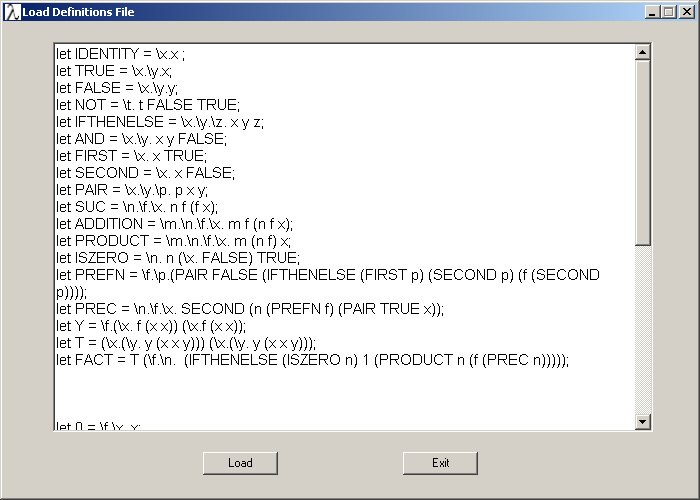 Load Definitions File
let IDENTITY = \x.x ;
let TRUE = \x.\y.x;
let FALSE = \x.\y.y;
let NOT = \t. t FALSE TRUE;
let IFTHENELSE = \x.\y.\z. x y z;
let AND = \x.\y. x y FALSE;
let FIRST = \x. x TRUE;
let SECOND = \x. x FALSE;
let PAIR = \x.\y.\p. p x y;
let SUC = \n.\f.\x. n f (f x);
let ADDITION = \m.\n.\f.\x. m f (n f x);
let PRODUCT = \m.\n.\f.\x. m (n f) x;
let ISZERO = \n. n (\x. FALSE) TRUE;
let PREFN = \f.\p.(PAIR FALSE (IFTHENELSE (FIRST p) (SECOND p) (f (SECOND
p))));
let PREC = \n.\f.\x. SECOND (n (PREFN f) (PAIR TRUE x));
let Y = \f.(\x. f (x x)) (\x.f (x x));
let T = (\x.(\y. y (x x y))) (\x.(\y. y (x x y)));
let FACT = T (\f.\n.  (IFTHENELSE (ISZERO n) 1 (PRODUCT n (f (PREC n)))));
let 0 = \f.\x. x;
Load
Exit